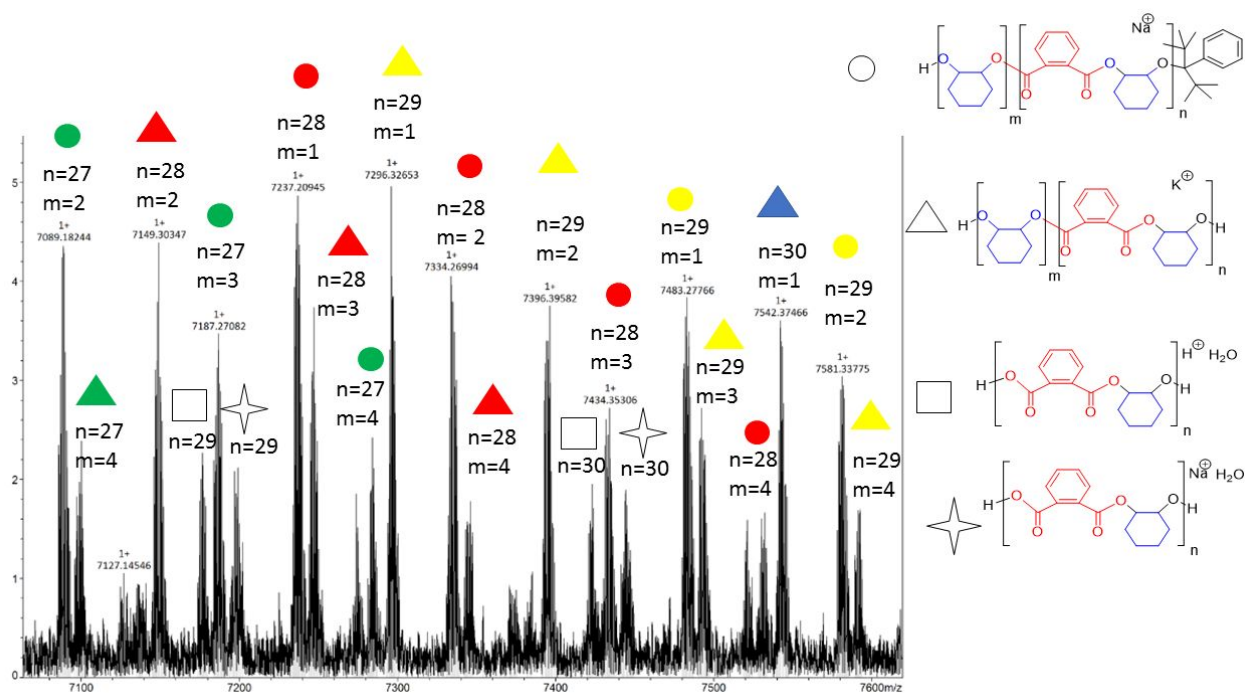 n=27
m=2
1+
7089.18244
n=27
m=4
1+
7127.14546
n=28
m=2
1+
7149.30347
n=29
n=27
m=3
1+
7187.27082
n=29
n=28
m=1
1+
7237.20945
n=28
m=3
n=27
m=4
n=29
m=1
1+
7296.32653
n=28
m= 2
1+
7334.26994
n=28
m=4
n=29
m=2
1+
7396.39582
n=30
n=28
m=3
1+
7434.35306
n=30
n=29
m=1
1+
7483.27766
n=29
m=3
n=28
m=4
n=30
m=1
1+
7542.37466
n=29
m=2
1+
7581.33775
n=29
m=4
5
4
3
2
1
0
7100
7200
7300
7400
7500
7600m/z
Na+
H O O O O O O
O O
m n
K+
H O O O O O H
O O
m n
H+ H2O
H O O O H
O O
n
Na+ H2O
H O O O H
O O
n